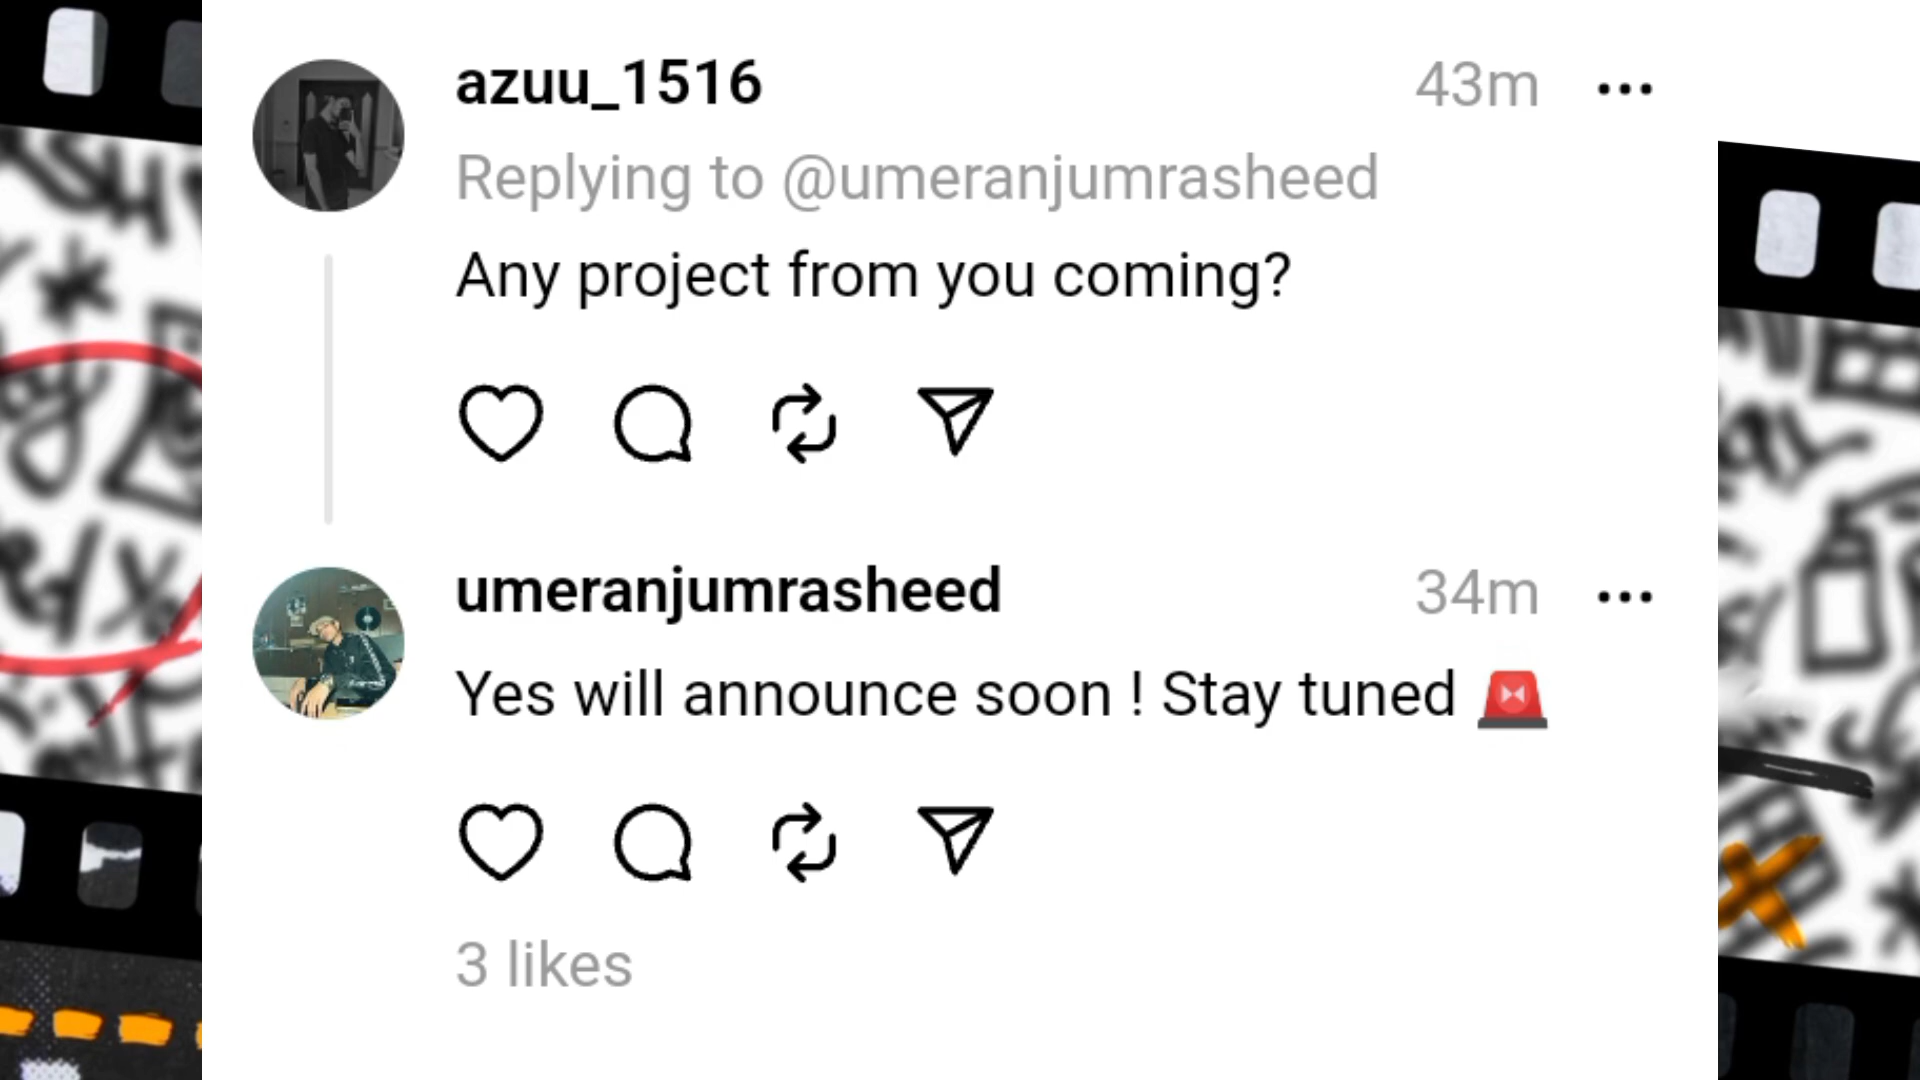 azuu_1516 43m
Replying to @umeranjumrasheed
Any project from you coming?
umeranjumrasheed 34m
Yes will announce soon ! Stay tuned 🚨
3 likes